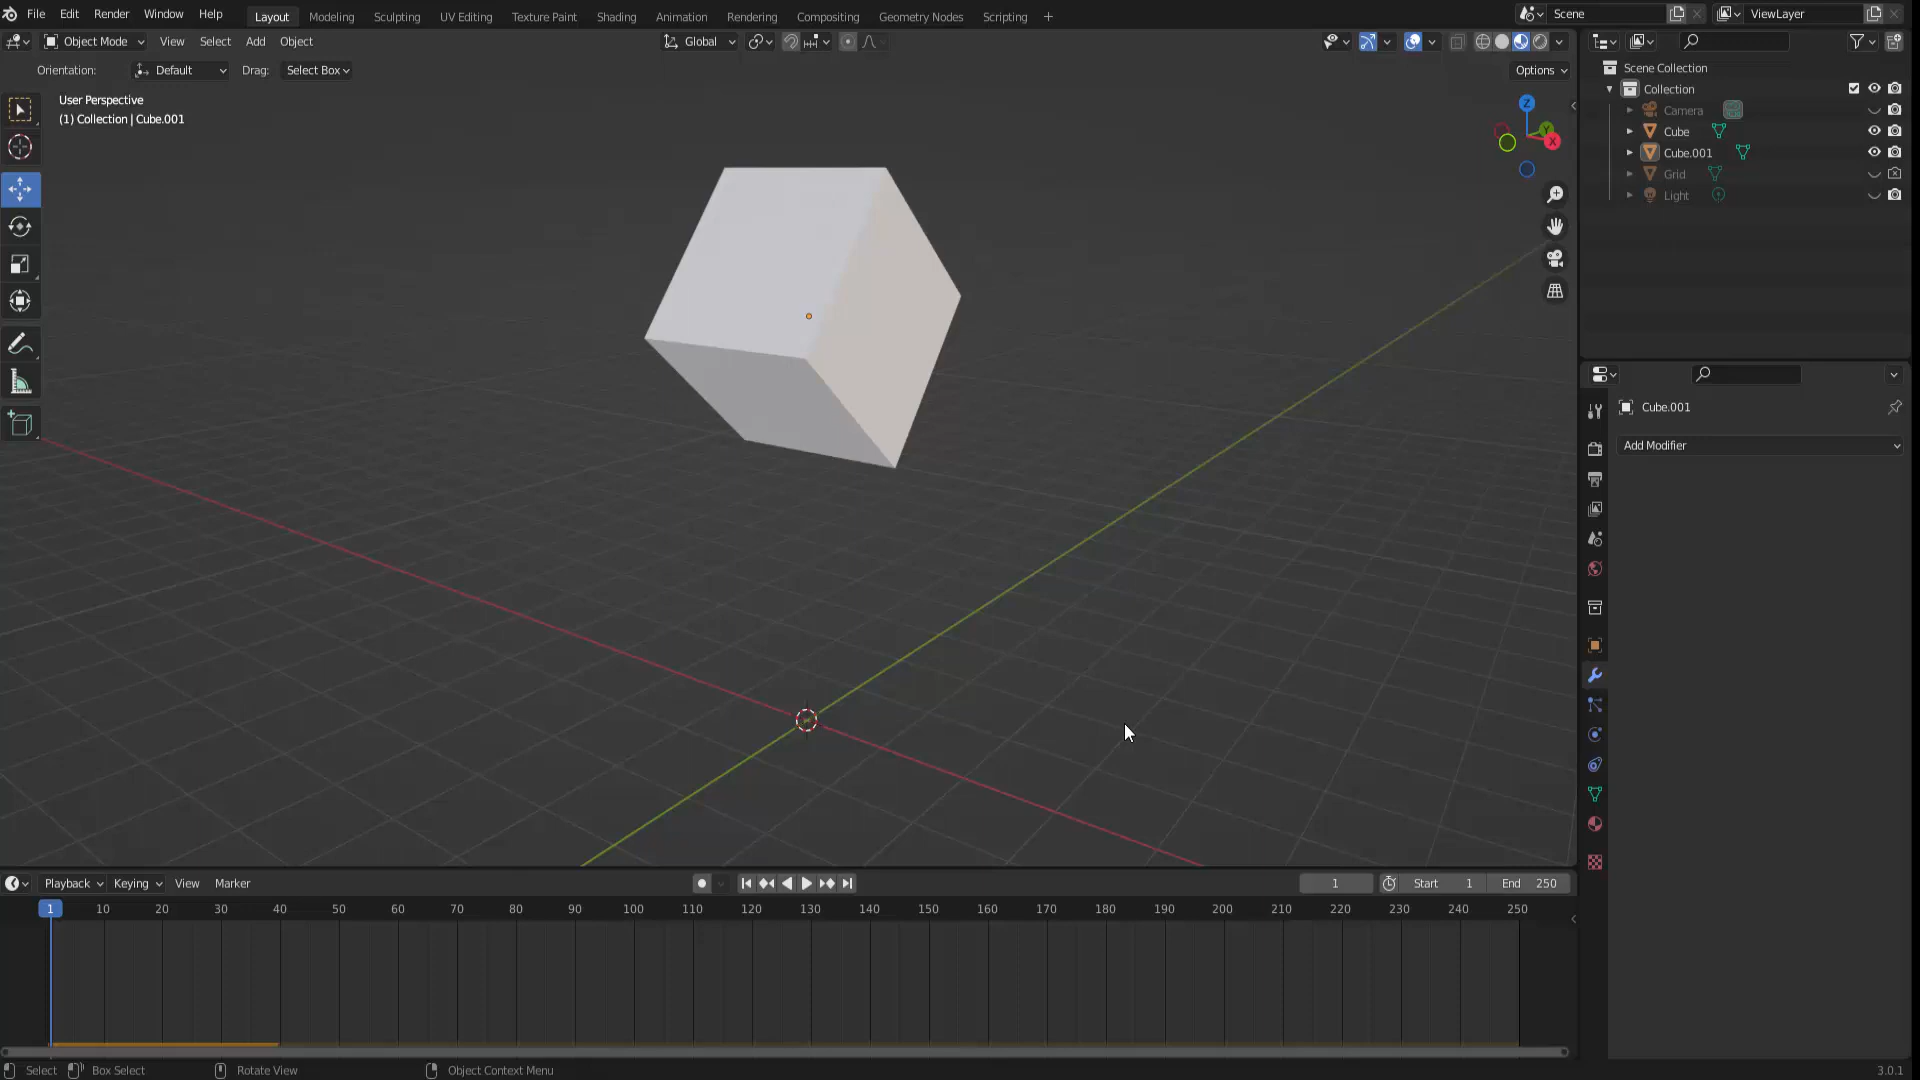 File Edit Render Window Help Layout Modeling Sculpting UV Editing Texture Paint Shading Animation Rendering Compositing Geometry Nodes Scripting + Scene ViewLayer
Object Mode View Select Add Object Global
Orientation: Default Drag: Select Box Options
User Perspective
(1) Collection | Cube.001
Z
Y
X
Scene Collection
Collection
Camera
Cube
Cube.001
Grid
Light
Cube.001
Add Modifier
Playback Keying View Marker 1 Start 1 End 250
1 10 20 30 40 50 60 70 80 90 100 110 120 130 140 150 160 170 180 190 200 210 220 230 240 250
Select Box Select Rotate View Object Context Menu 3.0.1